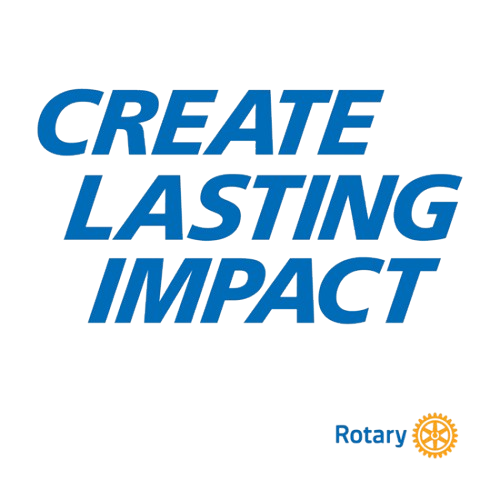 CREATE
LASTING
IMPACT
Rotary